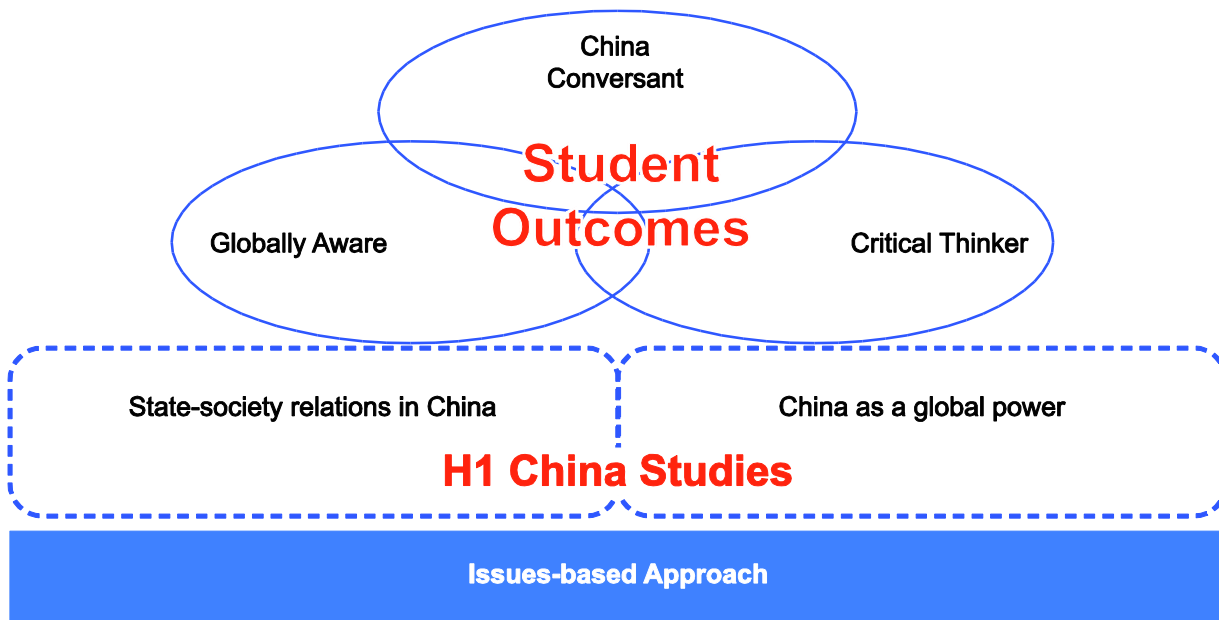 China
Conversant
Student
Outcomes
Globally Aware
Critical Thinker
State-society relations in China
China as a global power
H1 China Studies
Issues-based Approach